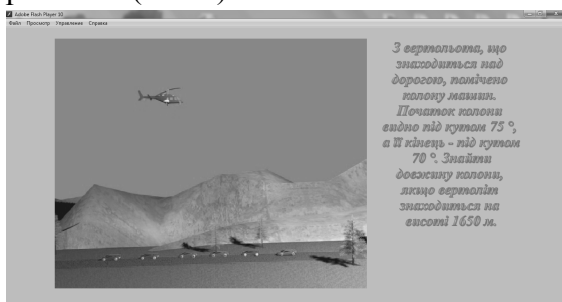 Adobe Flash Player 10
Файл Просмотр Управление Справка
З вертольота, що
знаходиться над
дорогою, помічено
колону машин.
Початок колони
видно під кутом 75 °,
а її кінець - під кутом
70 °. Знайти
довжину колони,
якщо вертоліт
знаходиться на
висоті 1650 м.